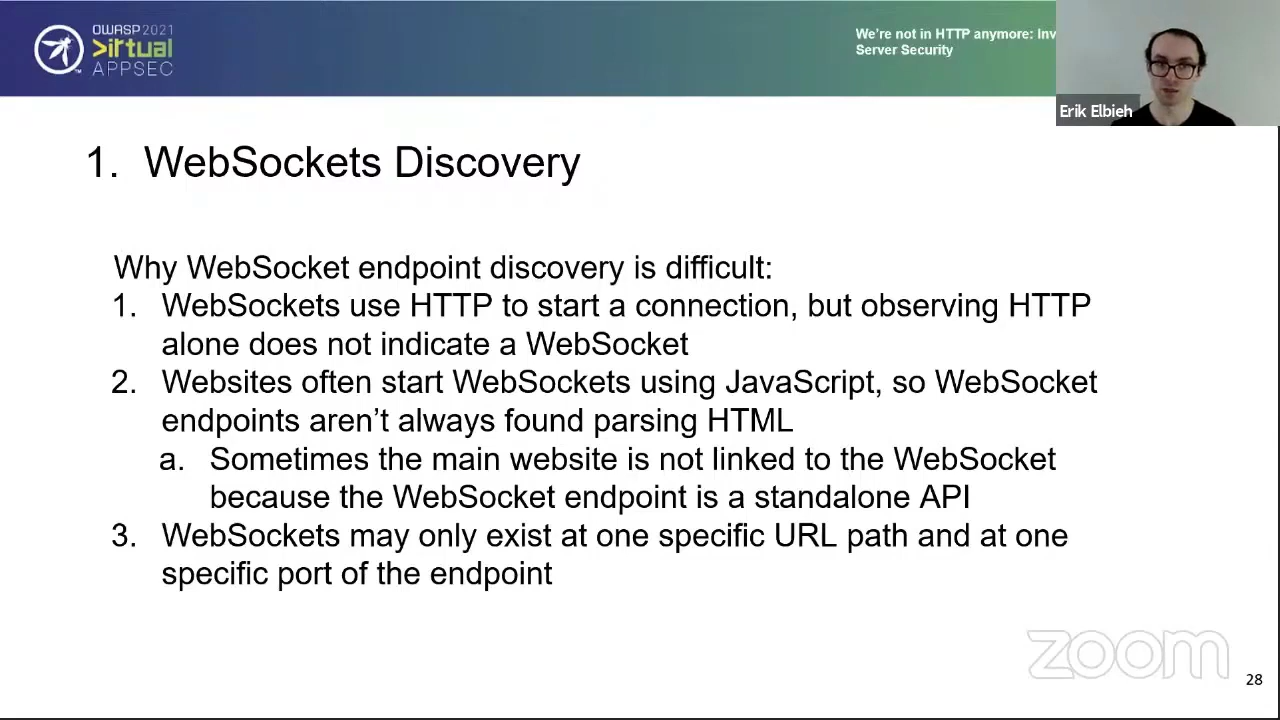 OWASP 2021
Virtual
APPSEC
We're not in HTTP anymore: Inv
Server Security
Erik Elbieh
1. WebSockets Discovery
Why WebSocket endpoint discovery is difficult:
1. WebSockets use HTTP to start a connection, but observing HTTP
alone does not indicate a WebSocket
2. Websites often start WebSockets using JavaScript, so WebSocket
endpoints aren't always found parsing HTML
a. Sometimes the main website is not linked to the WebSocket
because the WebSocket endpoint is a standalone API
3. WebSockets may only exist at one specific URL path and at one
specific port of the endpoint
zoom
28